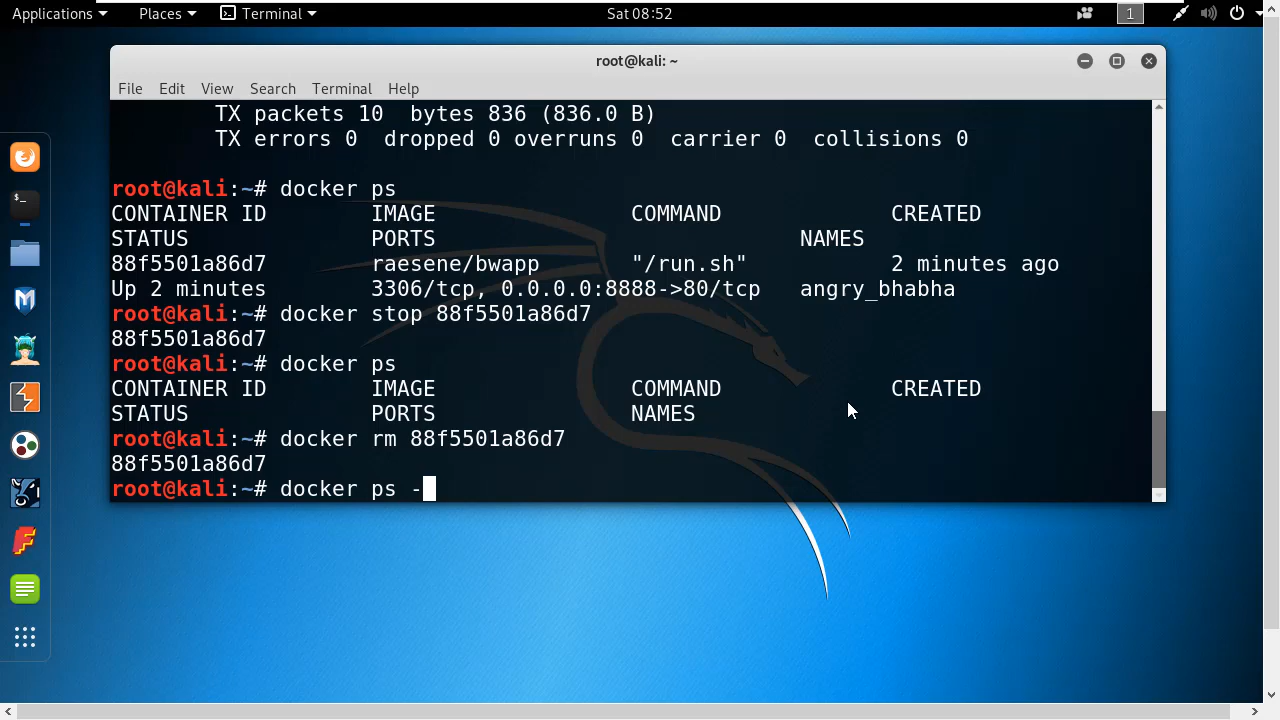 Applications Places Terminal Sat 08:52 1
root@kali: ~
File Edit View Search Terminal Help
TX packets 10  bytes 836 (836.0 B)
TX errors 0  dropped 0 overruns 0  carrier 0  collisions 0
root@kali:~# docker ps
CONTAINER ID        IMAGE               COMMAND             CREATED
STATUS              PORTS                            NAMES
88f5501a86d7        raesene/bwapp       "/run.sh"           2 minutes ago
Up 2 minutes        3306/tcp, 0.0.0.0:8888->80/tcp   angry_bhabha
root@kali:~# docker stop 88f5501a86d7
88f5501a86d7
root@kali:~# docker ps
CONTAINER ID        IMAGE               COMMAND             CREATED
STATUS              PORTS               NAMES
root@kali:~# docker rm 88f5501a86d7
88f5501a86d7
root@kali:~# docker ps -